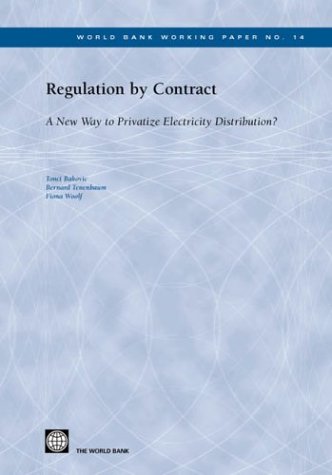 WORLD BANK WORKING PAPER NO. 14
Regulation by Contract
A New Way to Privatize Electricity Distribution?
Tonci Bakovic
Bernard Tenenbaum
Fiona Woolf
THE WORLD BANK